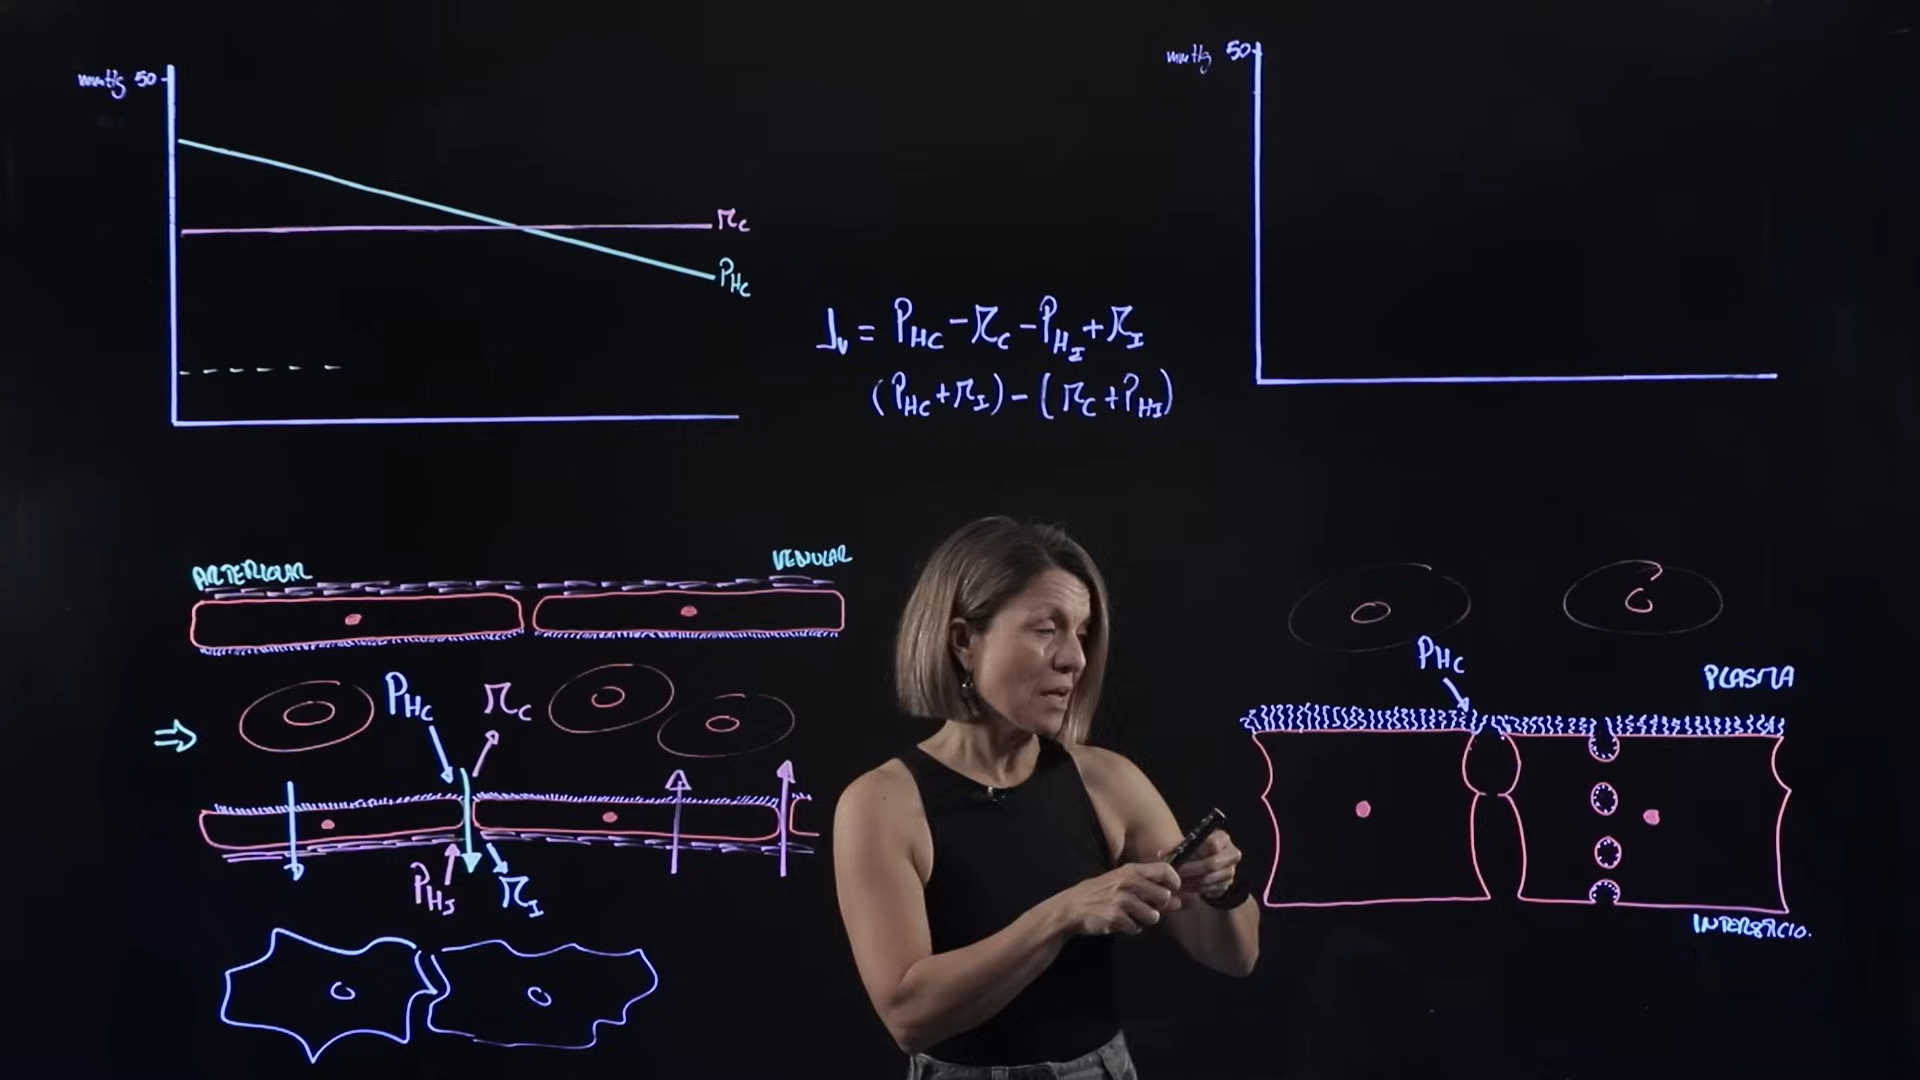 mmHg 50
πc
PHc
Jv = PHC - πc - PHI + πI
(PHc + πI) - (πc + PHI)
mmHg 50
ARTERIOLAR
VENULAR
PHc
πc
⇒
PHI
πI
PHc
PLASMA
INTERSTICIO.